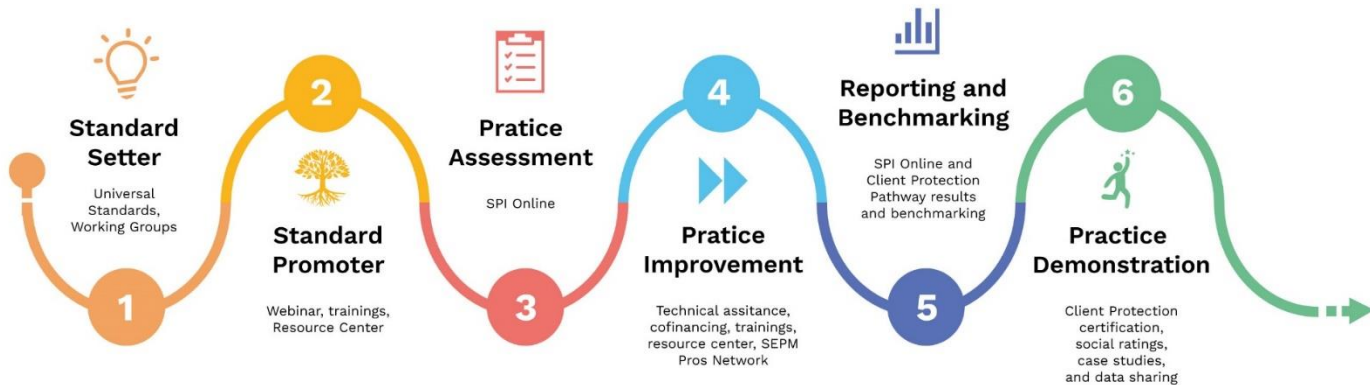 1
Standard
Setter
Universal
Standards,
Working Groups
2
Standard
Promoter
Webinar, trainings,
Resource Center
3
Pratice
Assessment
SPI Online
4
Pratice
Improvement
Technical assitance,
cofinancing, trainings,
resource center, SEPM
Pros Network
5
Reporting and
Benchmarking
SPI Online and
Client Protection
Pathway results
and benchmarking
6
Practice
Demonstration
Client Protection
certification,
social ratings,
case studies,
and data sharing